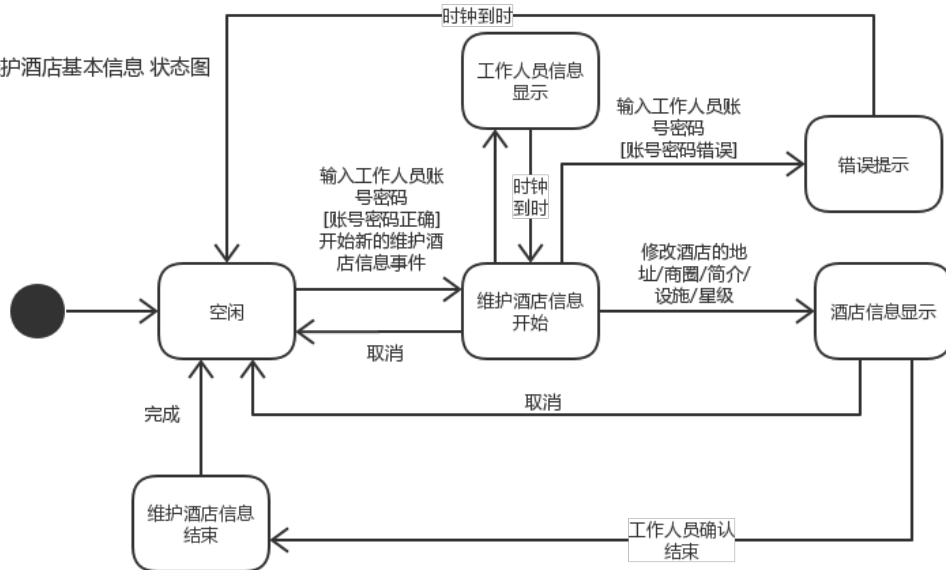 时钟到时
护酒店基本信息 状态图
工作人员信息
显示
输入工作人员账
号密码
[账号密码错误]
错误提示
时钟
到时
输入工作人员账
号密码
[账号密码正确]
开始新的维护酒
店信息事件
修改酒店的地
址/商圈/简介/
设施/星级
空闲
维护酒店信息
开始
酒店信息显示
取消
取消
完成
维护酒店信息
结束
工作人员确认
结束